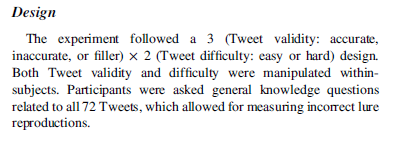 Design
The experiment followed a 3 (Tweet validity: accurate,
inaccurate, or filler) × 2 (Tweet difficulty: easy or hard) design.
Both Tweet validity and difficulty were manipulated within-
subjects. Participants were asked general knowledge questions
related to all 72 Tweets, which allowed for measuring incorrect lure
reproductions.